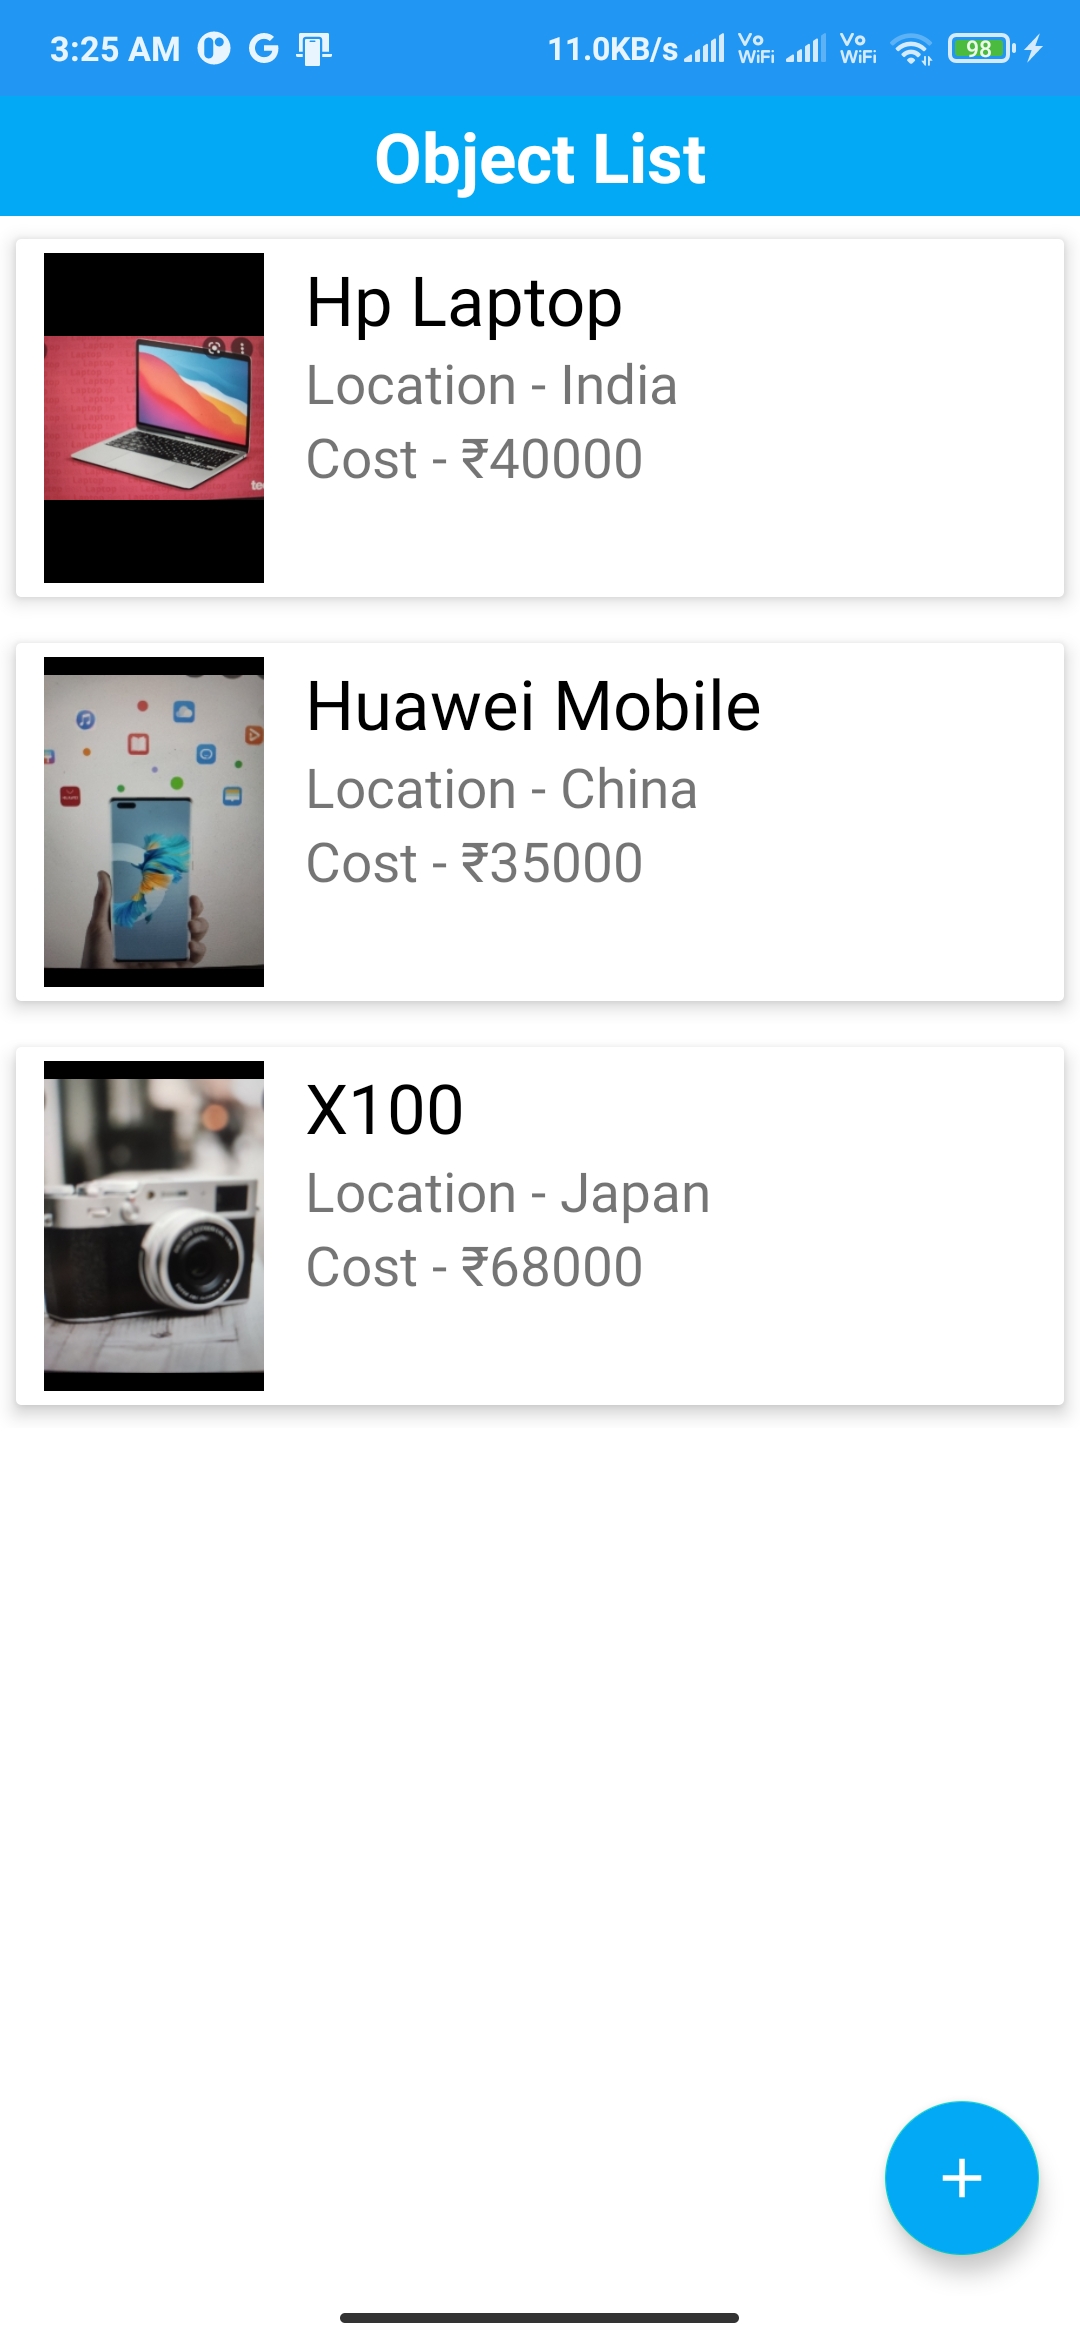 3:25 AM
11.0KB/s
Vo
WiFi
Vo
WiFi
98
Object List
Hp Laptop
Location - India
Cost - ₹40000
Huawei Mobile
Location - China
Cost - ₹35000
X100
Location - Japan
Cost - ₹68000